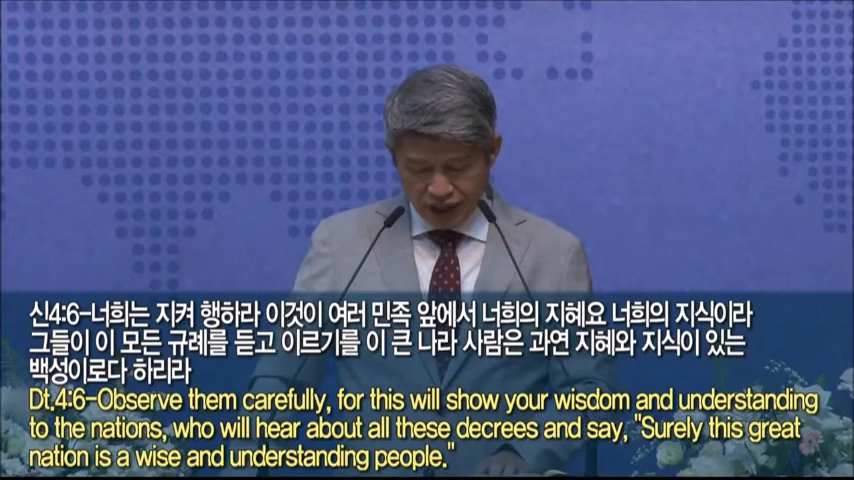 신4:6-너희는 지켜 행하라 이것이 여러 민족 앞에서 너희의 지혜요 너희의 지식이라
그들이 이 모든 규례를 듣고 이르기를 이 큰 나라 사람은 과연 지혜와 지식이 있는
백성이로다 하리라
Dt.4:6-Observe them carefully, for this will show your wisdom and understanding
to the nations, who will hear about all these decrees and say, "Surely this great
nation is a wise and understanding people."